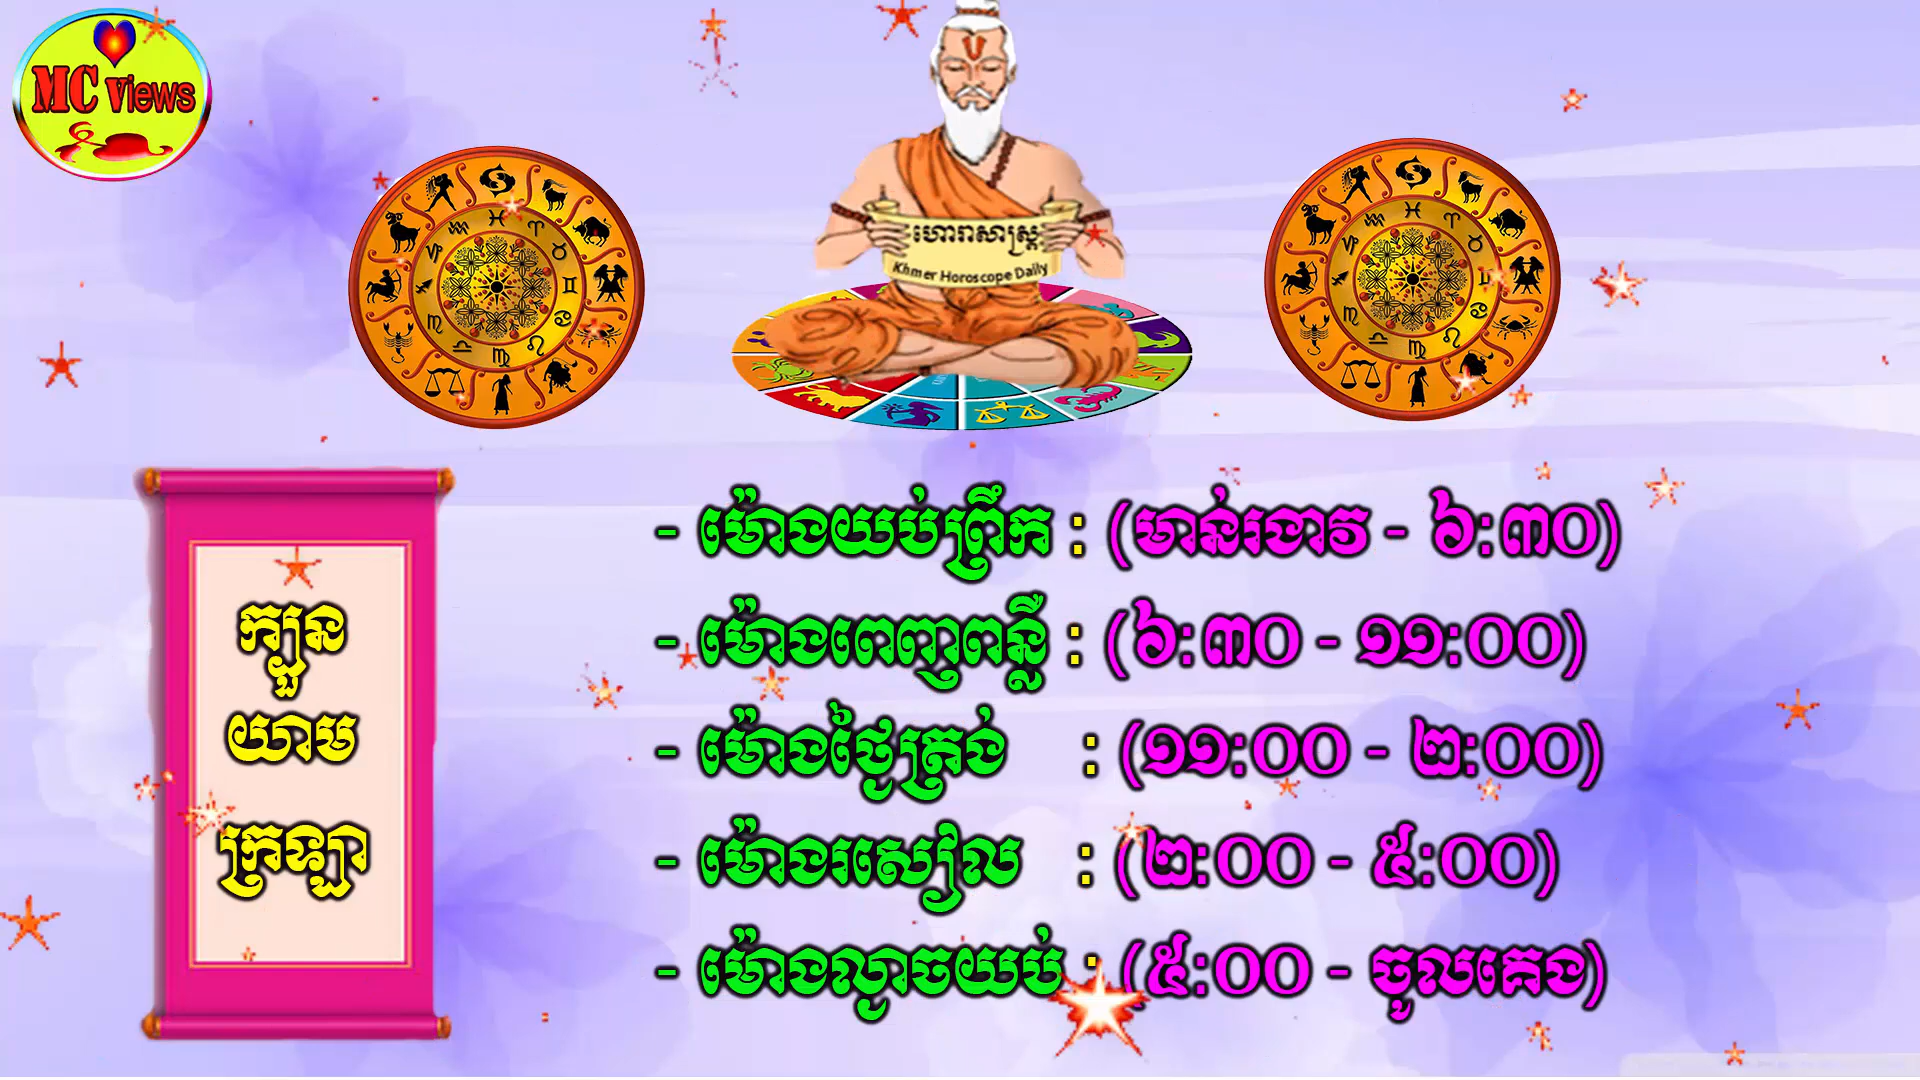 MC Views
ហោរាសាស្ត្រ
Khmer Horoscope Daily
ក្បួន
យាម
ក្រឡា
- ម៉ោងយប់ព្រឹក : (មាន់រងាវ - ៦:៣០)
- ម៉ោងពេញពន្លឺ : (៦:៣០ - ១១:០០)
- ម៉ោងថ្ងៃត្រង់ : (១១:០០ - ២:០០)
- ម៉ោងរសៀល : (២:០០ - ៥:០០)
- ម៉ោងល្ងាចយប់ : (៥:០០ - ចូលគេង)